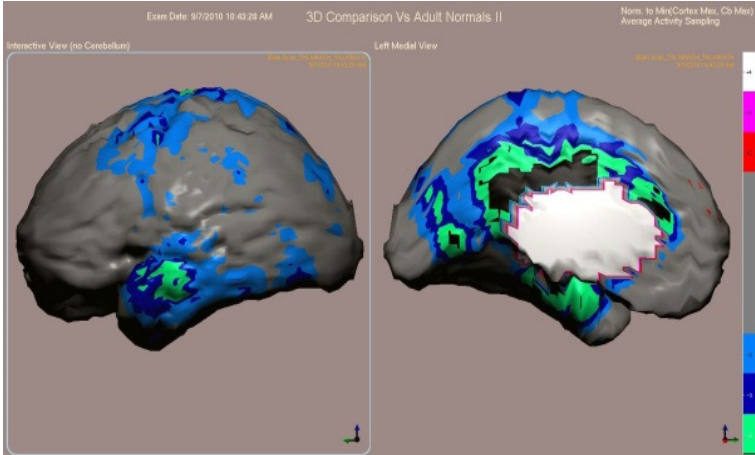 Exam Date: 9/7/2010 10:43:28 AM
3D Comparison Vs Adult Normals II
Norm. to Min(Cortex Max, Cb Max)
Average Activity Sampling
Interactive View (no Cerebellum)
Left Medial View